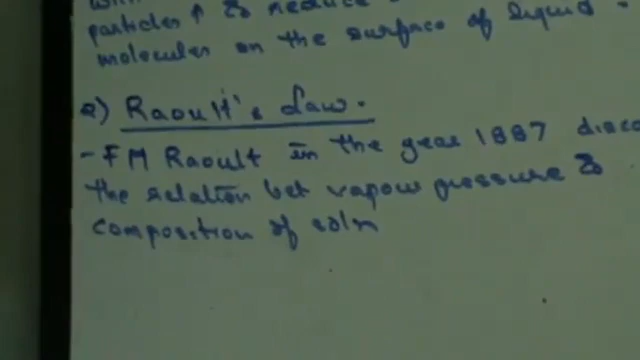 particles ↑ & reduce
molecules on the surface of liquid.
2) Raoult's Law.
- F M Raoult in the year 1887 disco
the relation bet vapour pressure &
composition of soln